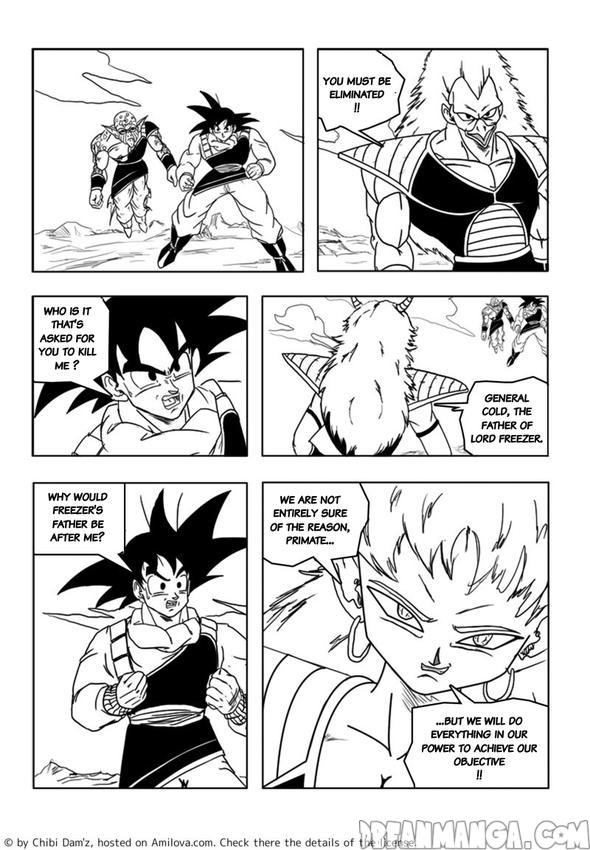 YOU MUST BE
ELIMINATED
!!
WHO IS IT
THAT'S
ASKED FOR
YOU TO KILL
ME ?
GENERAL
COLD, THE
FATHER OF
LORD FREEZER.
WHY WOULD
FREEZER'S
FATHER BE
AFTER ME?
WE ARE NOT
ENTIRELY SURE
OF THE REASON,
PRIMATE...
...BUT WE WILL DO
EVERYTHING IN OUR
POWER TO ACHIEVE OUR
OBJECTIVE
!!
DREAMMANGA.COM
© by Chibi Dam'z, hosted on Amilova.com. Check there the details of the license.